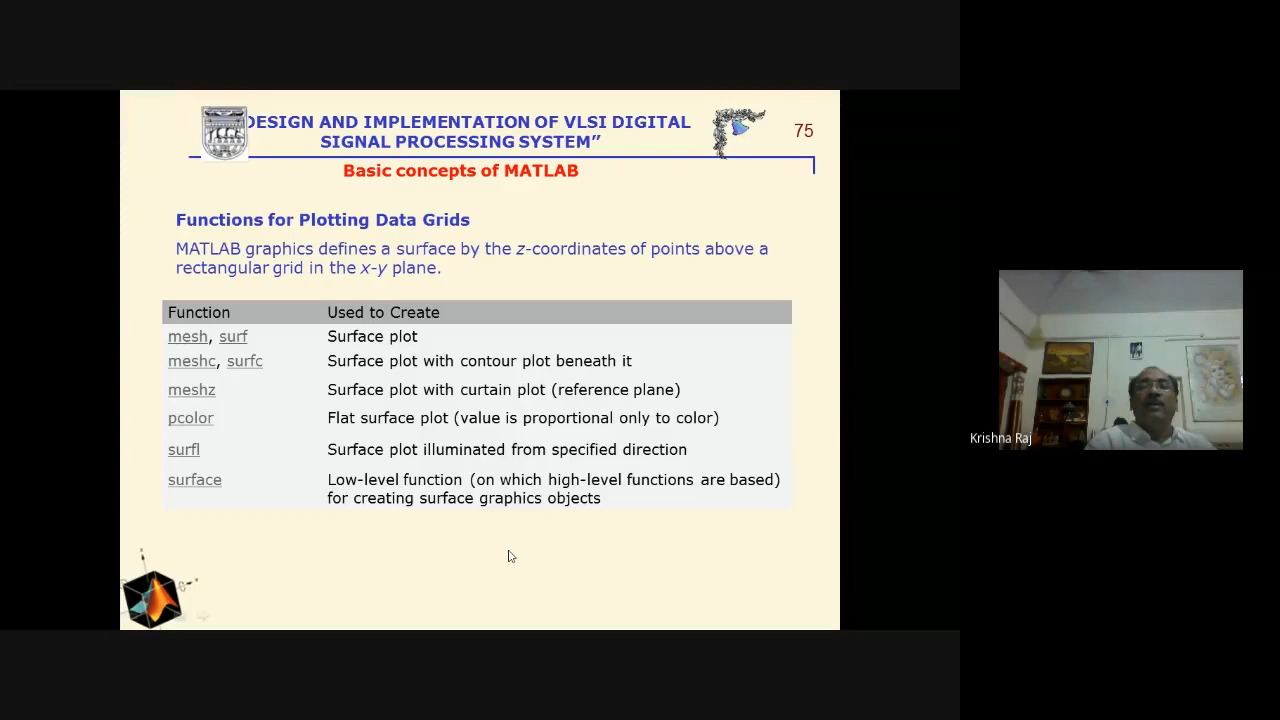 DESIGN AND IMPLEMENTATION OF VLSI DIGITAL
SIGNAL PROCESSING SYSTEM”
75
Basic concepts of MATLAB
Functions for Plotting Data Grids
MATLAB graphics defines a surface by the z-coordinates of points above a
rectangular grid in the x-y plane.
Function Used to Create
mesh, surf Surface plot
meshc, surfc Surface plot with contour plot beneath it
meshz Surface plot with curtain plot (reference plane)
pcolor Flat surface plot (value is proportional only to color)
surfl Surface plot illuminated from specified direction
surface Low-level function (on which high-level functions are based)
for creating surface graphics objects
Krishna Raj